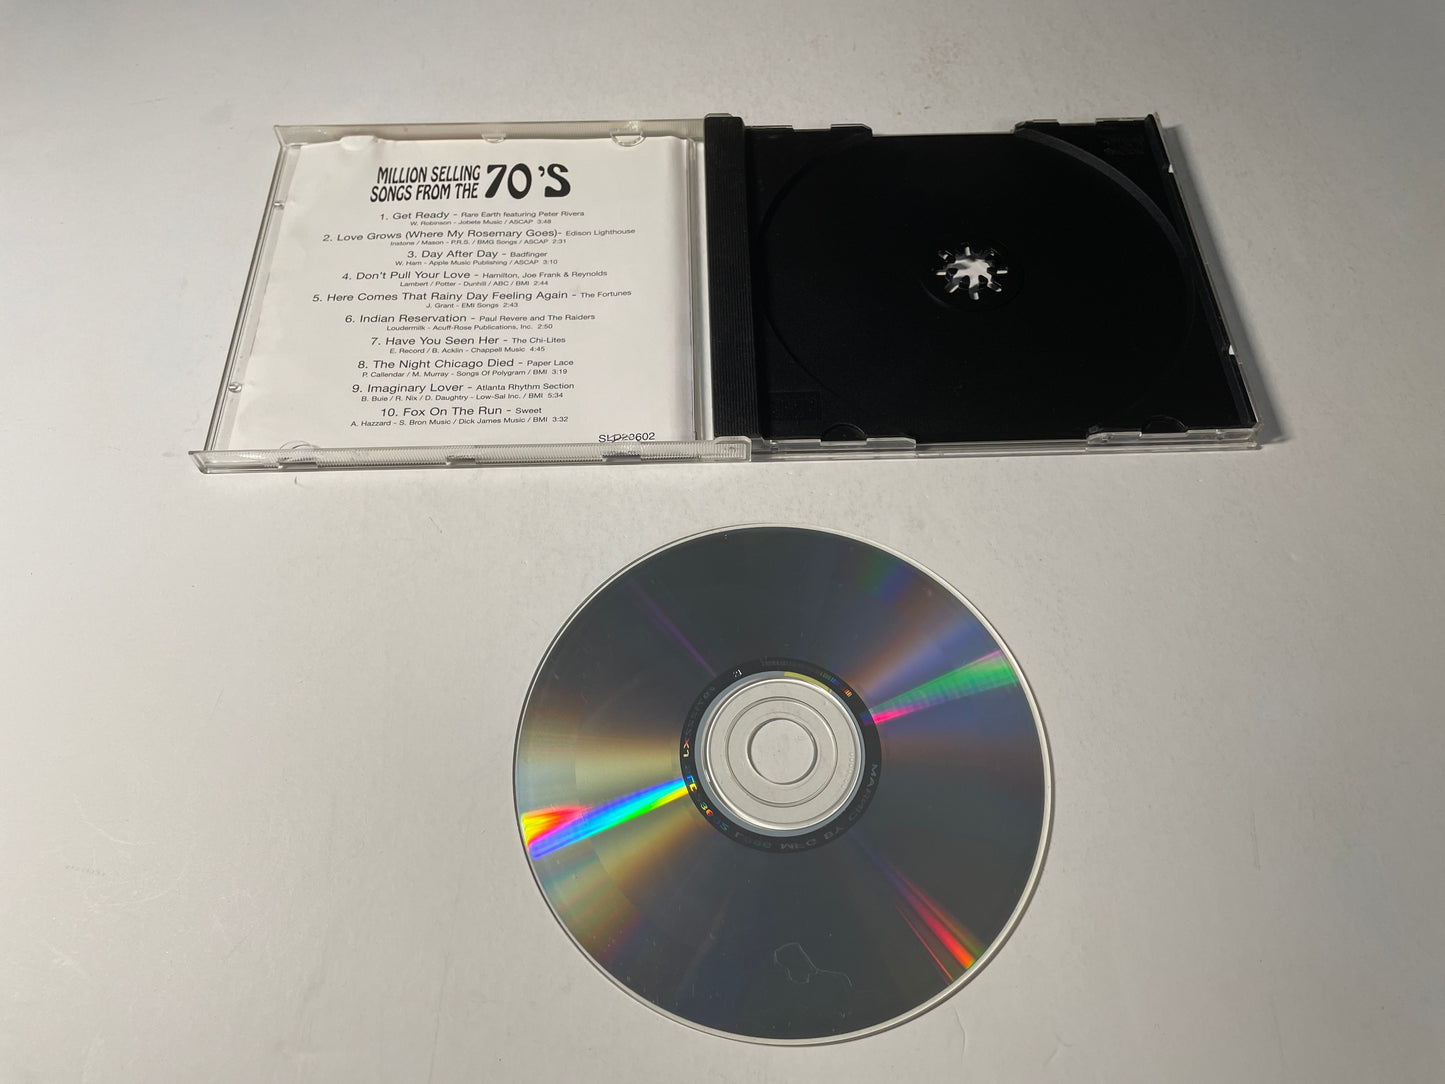 MILLION SELLING
SONGS FROM THE 70'S
1. Get Ready - Rare Earth featuring Peter Rivera
W. Robinson - Jobete Music / ASCAP 3:48
2. Love Grows (Where My Rosemary Goes)- Edison Lighthouse
Inatone / Mason - P.R.S. / BMG Songs / ASCAP 2:31
3. Day After Day - Badfinger
W. Ham - Apple Music Publishing / ASCAP 3:10
4. Don't Pull Your Love - Hamilton, Joe Frank & Reynolds
Lambert / Potter - Dunhill / ABC / BMI 2:44
5. Here Comes That Rainy Day Feeling Again - The Fortunes
J. Grant - EMI Songs 2:43
6. Indian Reservation - Paul Revere and The Raiders
Loudermilk - Acuff-Rose Publications, Inc. 2:50
7. Have You Seen Her - The Chi-Lites
E. Record / B. Acklin - Chappell Music 4:45
8. The Night Chicago Died - Paper Lace
P. Callendar / M. Murray - Songs Of Polygram / BMI 3:19
9. Imaginary Lover - Atlanta Rhythm Section
B. Buie / R. Nix / D. Daughtry - Low-Sal Inc. / BMI 5:34
10. Fox On The Run - Sweet
A. Hazzard - S. Bron Music / Dick James Music / BMI 3:32
SLD23602